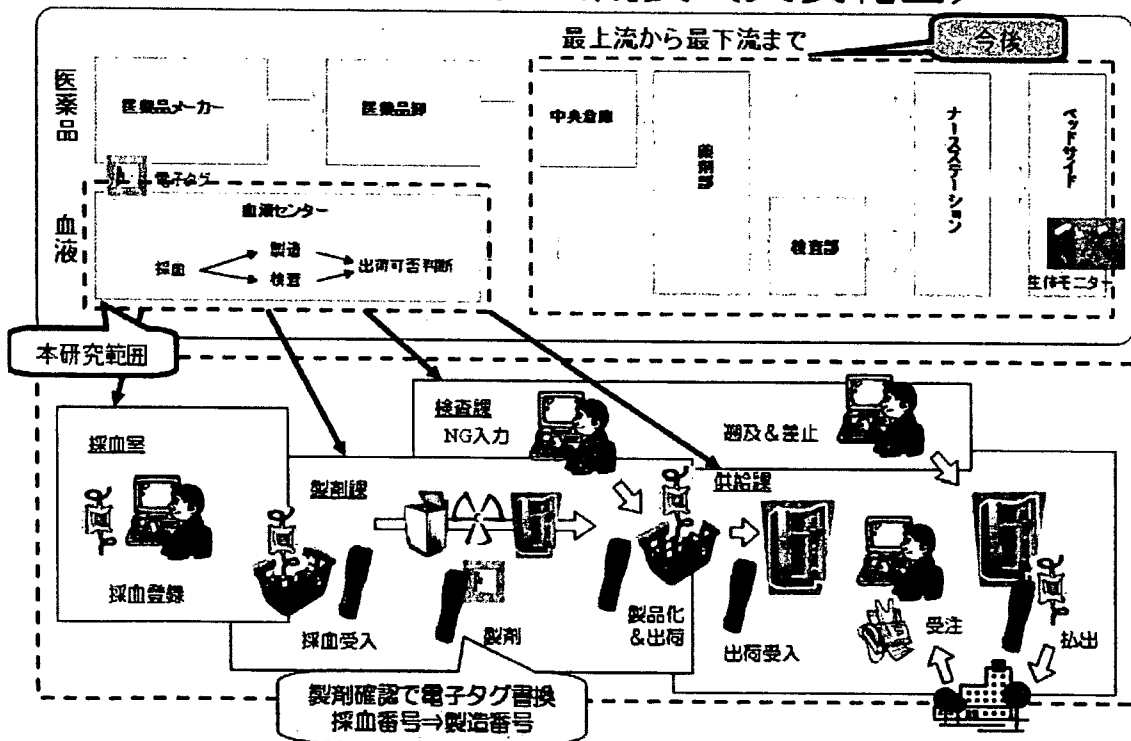 最上流から最下流まで
今後
医薬品
医薬品メーカー
医薬品卸
中央倉庫
薬剤部
検査部
ナースステーション
ベッドサイド
電子タグ
血液
血液センター
採血
製造
検査
出荷可否判断
生体モニター
本研究範囲
採血室
採血登録
製剤課
採血受入
製剤
検査課
NG入力
遡及&差止
製品化
&出荷
供給課
出荷受入
受注
払出
製剤確認で電子タグ書換
採血番号⇒製造番号